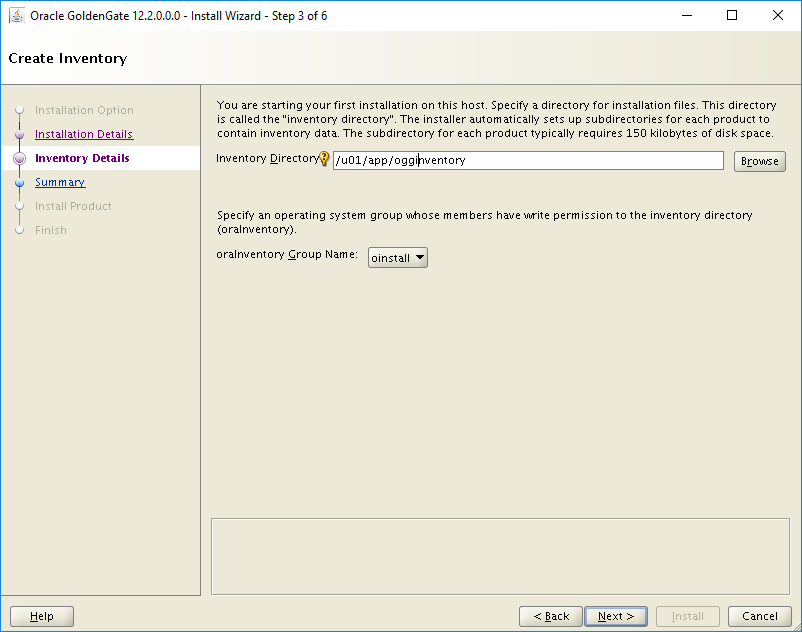 Oracle GoldenGate 12.2.0.0.0 - Install Wizard - Step 3 of 6
Create Inventory
Installation Option
Installation Details
Inventory Details
Summary
Install Product
Finish
You are starting your first installation on this host. Specify a directory for installation files. This directory
is called the "inventory directory". The installer automatically sets up subdirectories for each product to
contain inventory data. The subdirectory for each product typically requires 150 kilobytes of disk space.
Inventory Directory
/u01/app/ogginventory
Browse
Specify an operating system group whose members have write permission to the inventory directory
(oraInventory).
oraInventory Group Name:
oinstall
Help
< Back
Next >
Install
Cancel